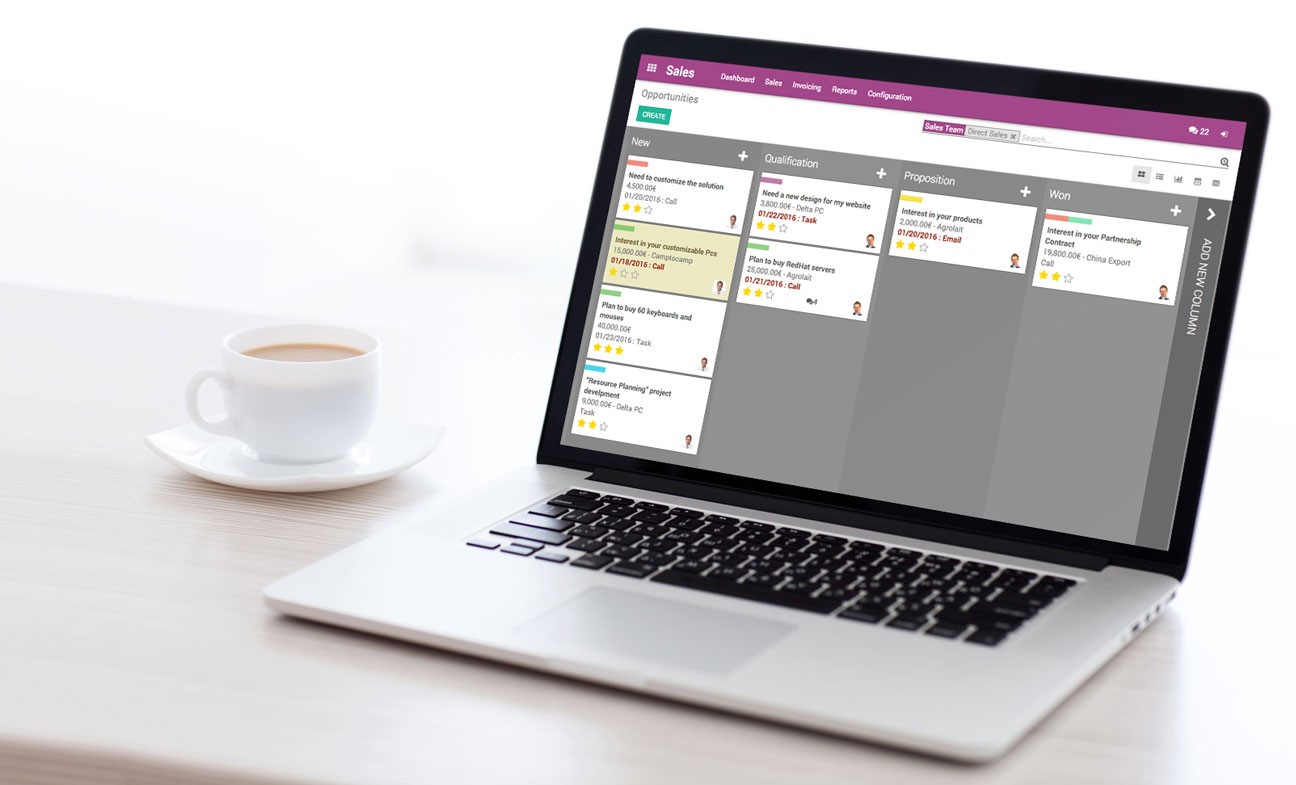 Sales Dashboard Sales Invoicing Reports Configuration 22
Opportunities
CREATE
Sales Team Direct Sales x Search...
New
Need to customize the solution
4,500.00€
01/20/2016 : Call
Interest in your customizable Pcs
15,000.00€ - Camptocamp
01/18/2016 : Call
Plan to buy 60 keyboards and
mouses
40,000.00€
01/23/2016 : Task
"Resource Planning" project
develpment
9,000.00€ - Delta PC
Task
Qualification
Need a new design for my website
3,800.00€ - Delta PC
01/22/2016 : Task
Plan to buy RedHat servers
25,000.00€ - Agrolait
01/21/2016 : Call
4
Proposition
Interest in your products
2,000.00€ - Agrolait
01/20/2016 : Email
Won
Interest in your Partnership
Contract
19,800.00€ - China Export
Call
ADD NEW COLUMN